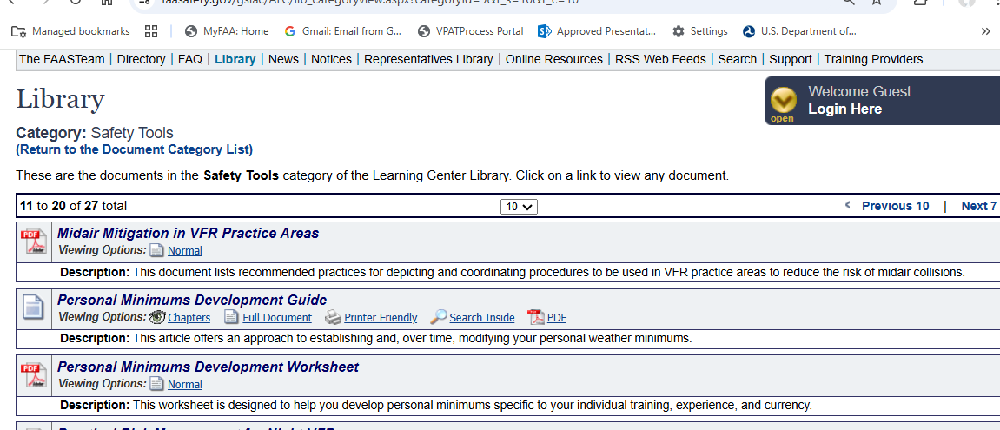 faasafety.gov/gslac/ALC/lib_categoryview.aspx?categoryid=9&r_s=10&r_c=10
Managed bookmarks MyFAA: Home Gmail: Email from G... VPATProcess Portal Approved Presentat... Settings U.S. Department of... »
The FAASTeam | Directory | FAQ | Library | News | Notices | Representatives Library | Online Resources | RSS Web Feeds | Search | Support | Training Providers
Library
Welcome Guest
Login Here
open
Category: Safety Tools
(Return to the Document Category List)
These are the documents in the Safety Tools category of the Learning Center Library. Click on a link to view any document.
11 to 20 of 27 total 10 Previous 10 | Next 7
PDF Midair Mitigation in VFR Practice Areas
Viewing Options: Normal
Description: This document lists recommended practices for depicting and coordinating procedures to be used in VFR practice areas to reduce the risk of midair collisions.
Personal Minimums Development Guide
Viewing Options: Chapters Full Document Printer Friendly Search Inside PDF
Description: This article offers an approach to establishing and, over time, modifying your personal weather minimums.
PDF Personal Minimums Development Worksheet
Viewing Options: Normal
Description: This worksheet is designed to help you develop personal minimums specific to your individual training, experience, and currency.